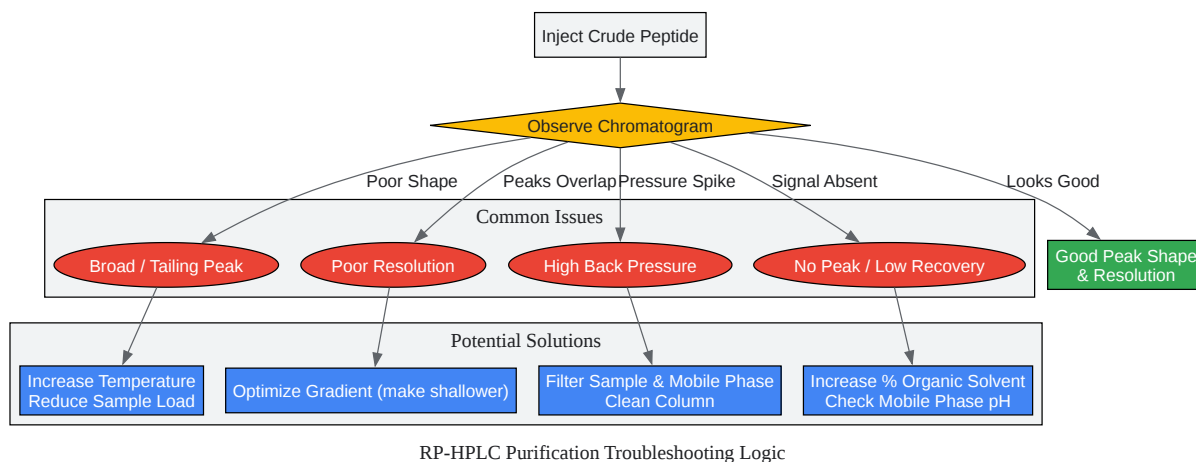 Inject Crude Peptide
Observe Chromatogram
Poor Shape
Peaks Overlap
Pressure Spike
Signal Absent
Looks Good
Common Issues
Broad / Tailing Peak
Poor Resolution
High Back Pressure
No Peak / Low Recovery
Good Peak Shape
& Resolution
Potential Solutions
Increase Temperature
Reduce Sample Load
Optimize Gradient (make shallower)
Filter Sample & Mobile Phase
Clean Column
Increase % Organic Solvent
Check Mobile Phase pH
RP-HPLC Purification Troubleshooting Logic